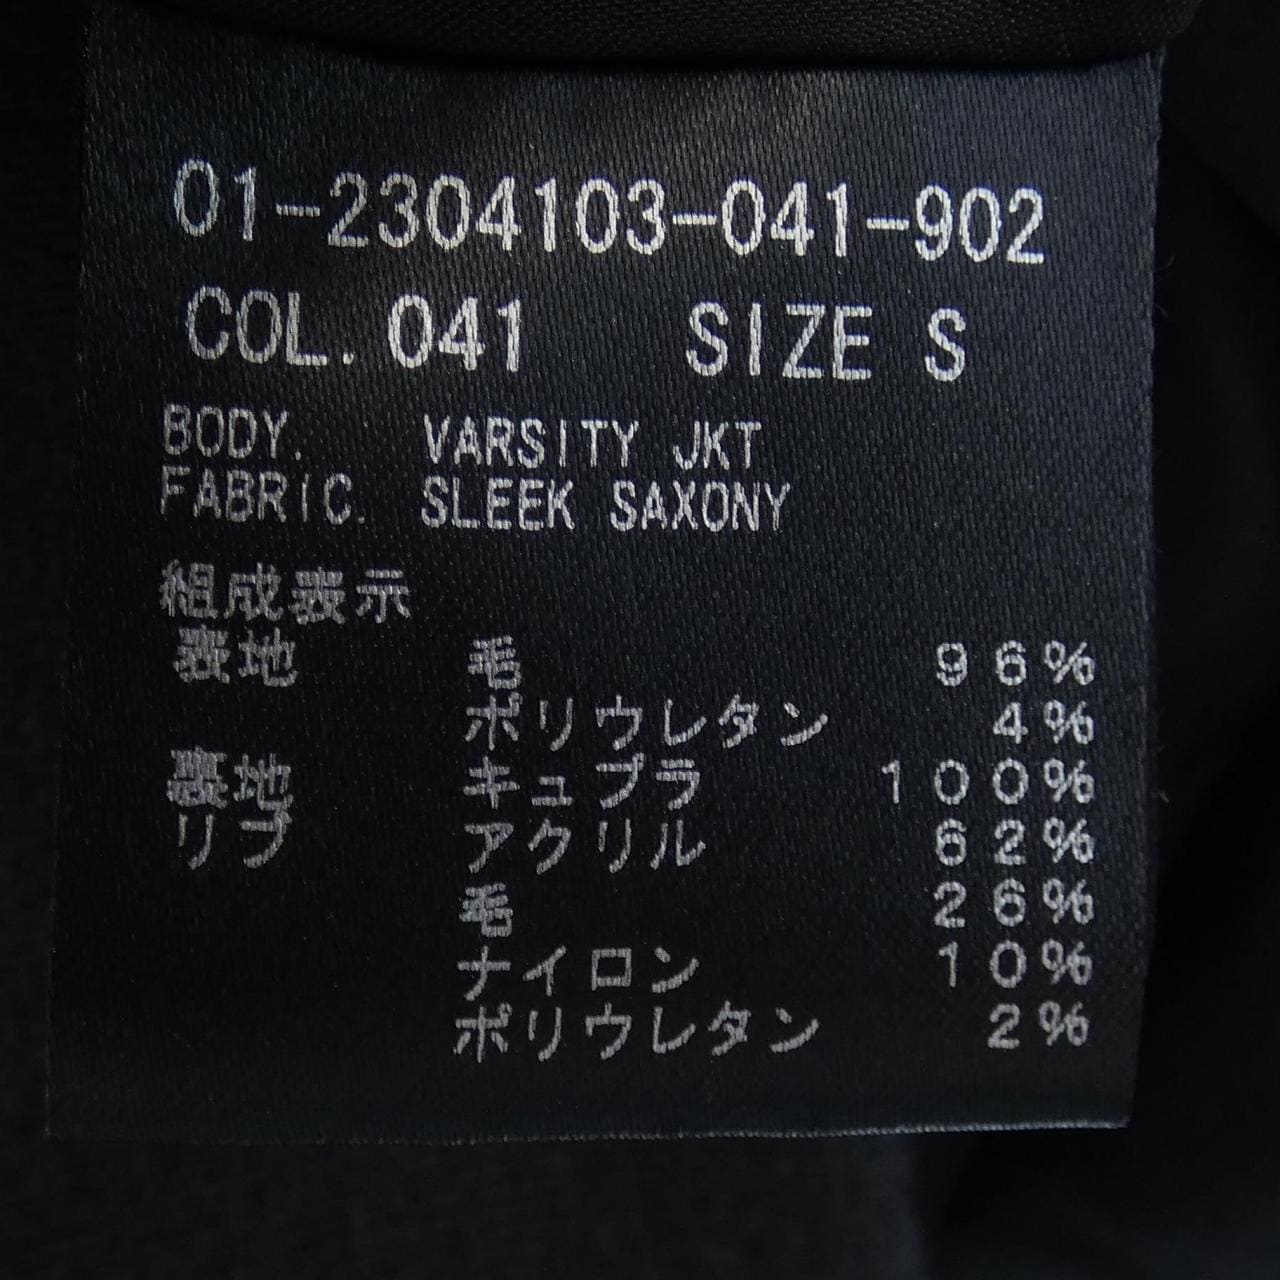 01-2304103-041-902
COL. 041 SIZE S
BODY. VARSITY JKT
FABRIC. SLEEK SAXONY
組成表示
表地 毛 96%
ポリウレタン 4%
裏地 キュプラ 100%
リブ アクリル 62%
毛 26%
ナイロン 10%
ポリウレタン 2%